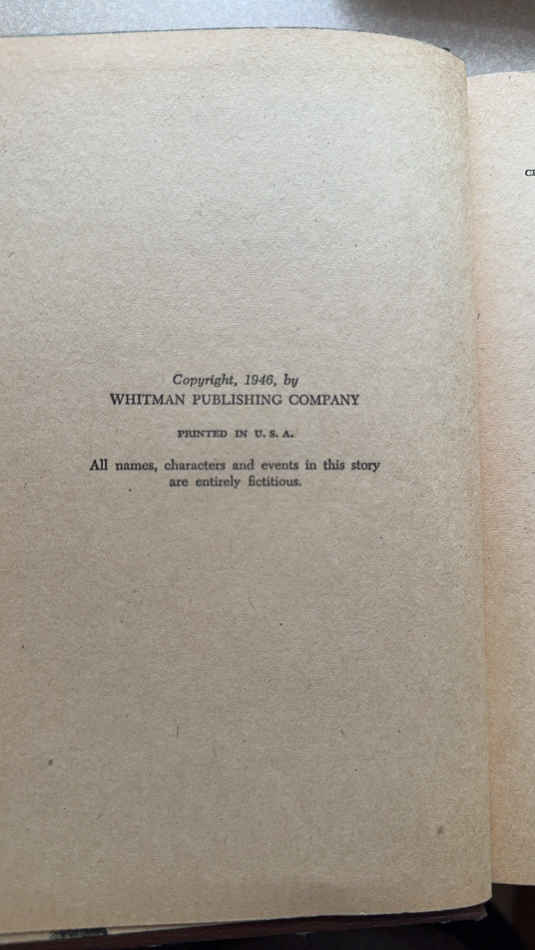 Copyright, 1946, by
WHITMAN PUBLISHING COMPANY
PRINTED IN U. S. A.
All names, characters and events in this story
are entirely fictitious.